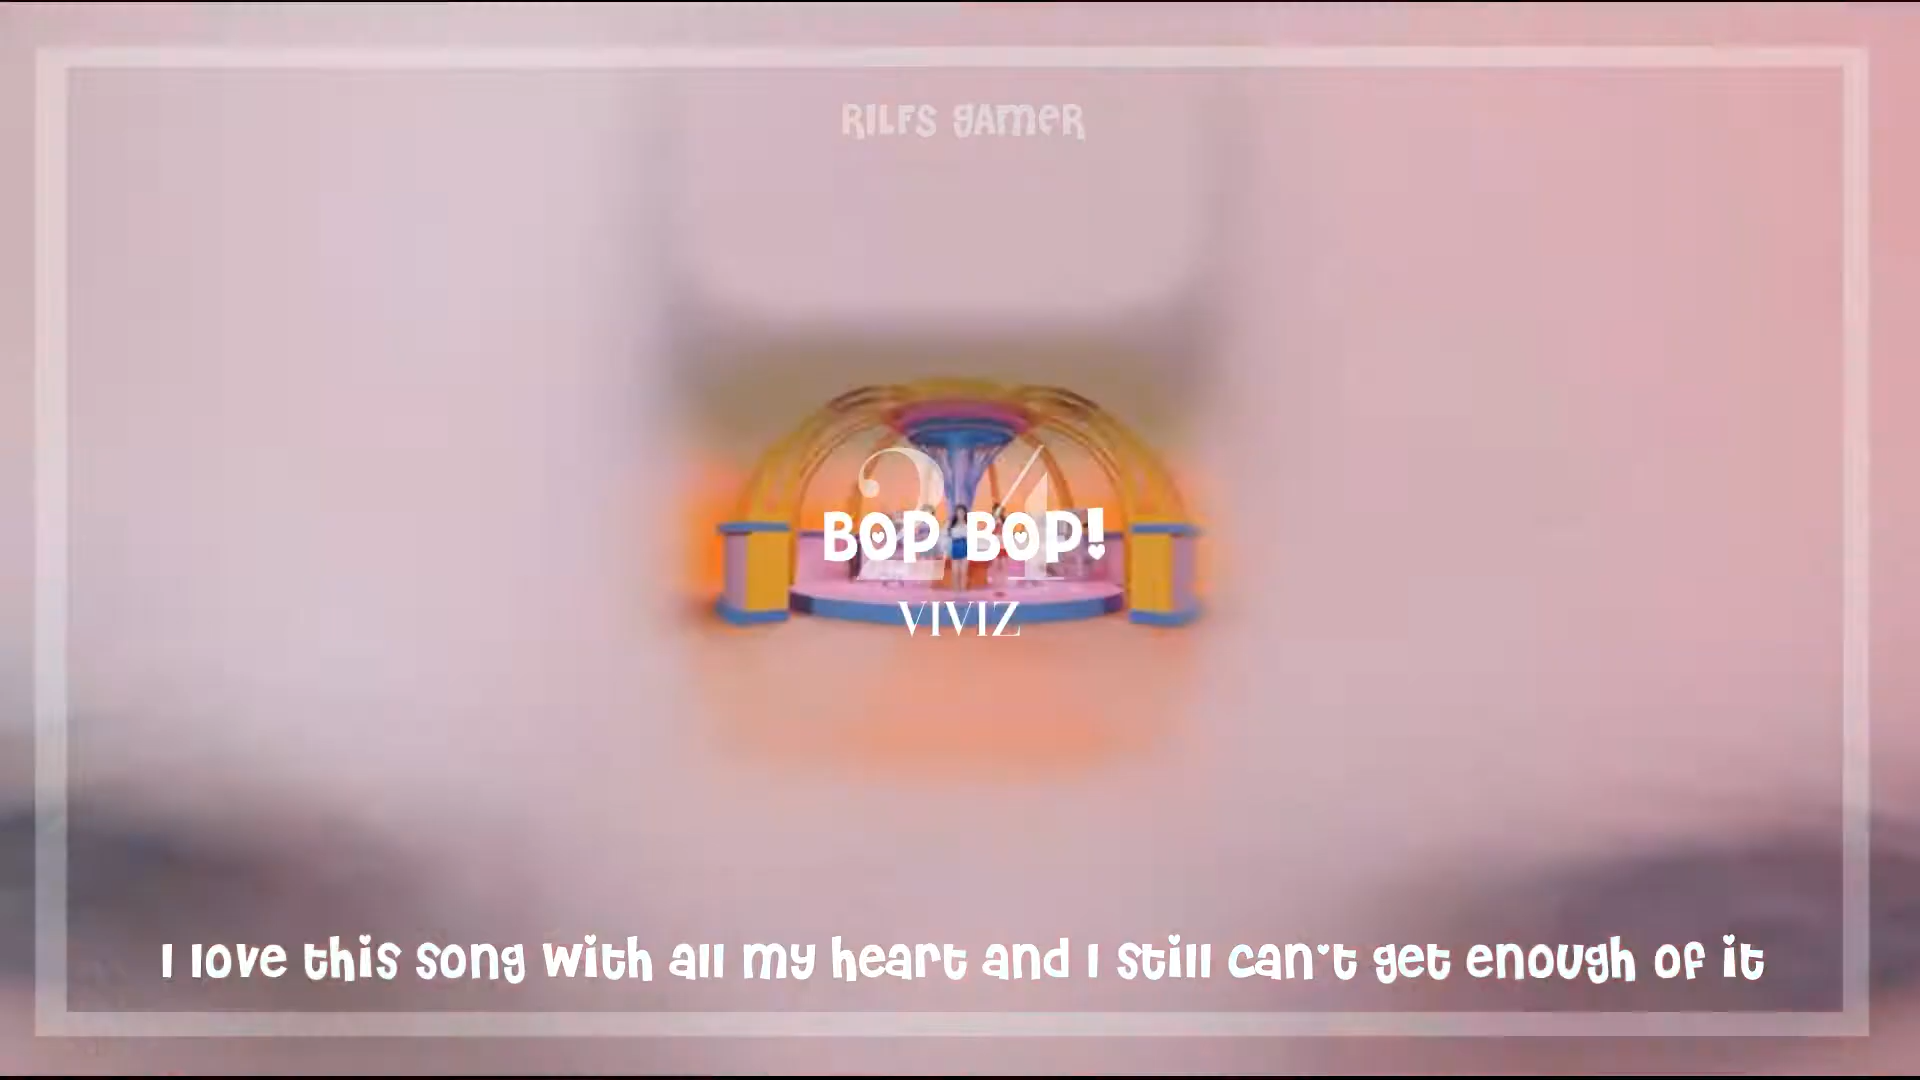 RILFS GAMER
24
BOP BOP!
VIVIZ
I love this song with all my heart and I still can't get enough of it